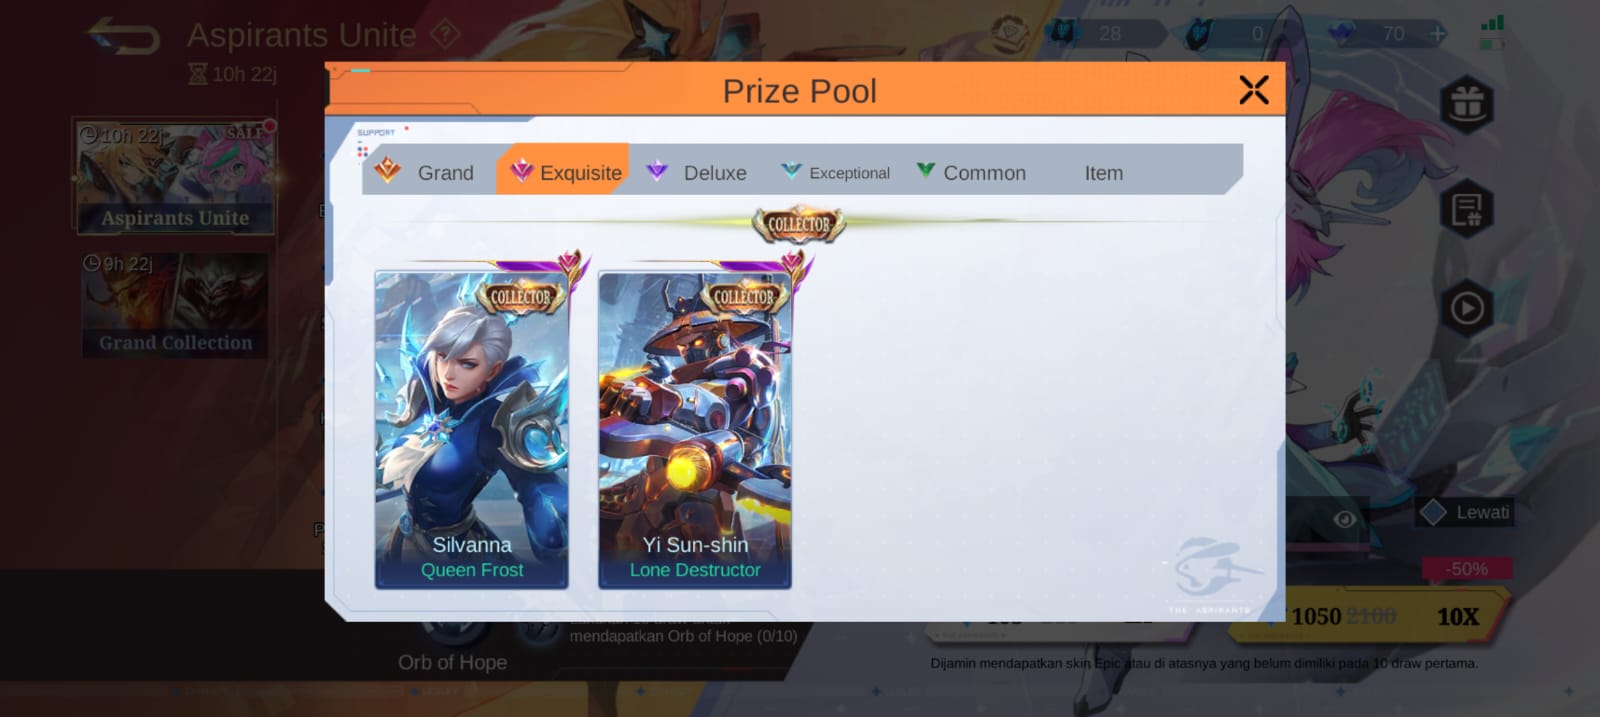 Aspirants Unite ?
28
0
70 +
10h 22j
Prize Pool
10h 22j
SALE
Aspirants Unite
SUPPORT
Grand
Exquisite
Deluxe
Exceptional
Common
Item
COLLECTOR
9h 22j
Grand Collection
COLLECTOR
COLLECTOR
Silvanna
Queen Frost
Yi Sun-shin
Lone Destructor
Lewati
-50%
THE ASPIRANTS
1050 2100 10X
mendapatkan Orb of Hope (0/10)
Orb of Hope
Dijamin mendapatkan skin Epic atau di atasnya yang belum dimiliki pada 10 draw pertama.